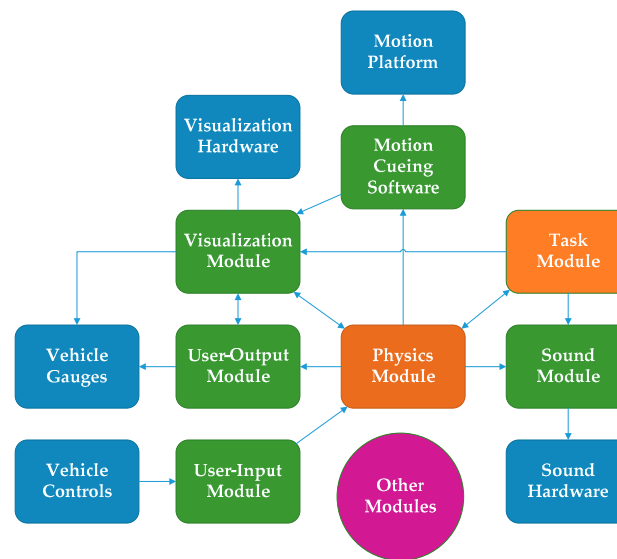 Motion
Platform
Visualization
Hardware
Motion
Cueing
Software
Visualization
Module
Task
Module
Vehicle
Gauges
User-Output
Module
Physics
Module
Sound
Module
Vehicle
Controls
User-Input
Module
Other
Modules
Sound
Hardware